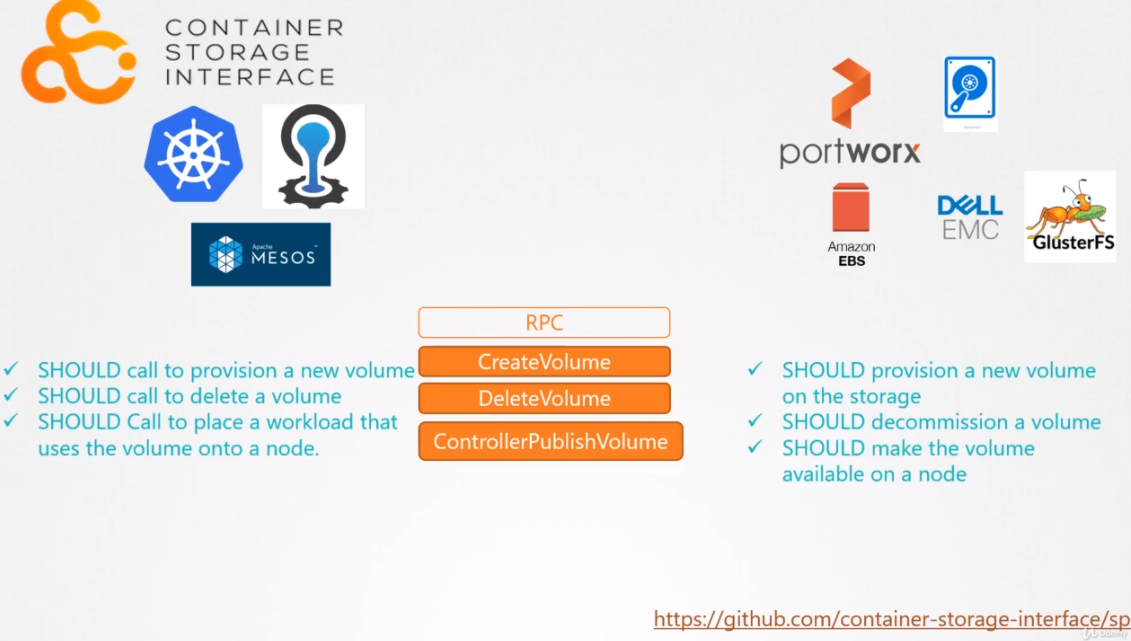 CONTAINER
STORAGE
INTERFACE
Apache
MESOS
portworx
Amazon
EBS
DELL
EMC
GlusterFS
RPC
CreateVolume
DeleteVolume
ControllerPublishVolume
✓ SHOULD call to provision a new volume
✓ SHOULD call to delete a volume
✓ SHOULD Call to place a workload that
uses the volume onto a node.
✓ SHOULD provision a new volume
on the storage
✓ SHOULD decommission a volume
✓ SHOULD make the volume
available on a node
https://github.com/container-storage-interface/sp
Udemy